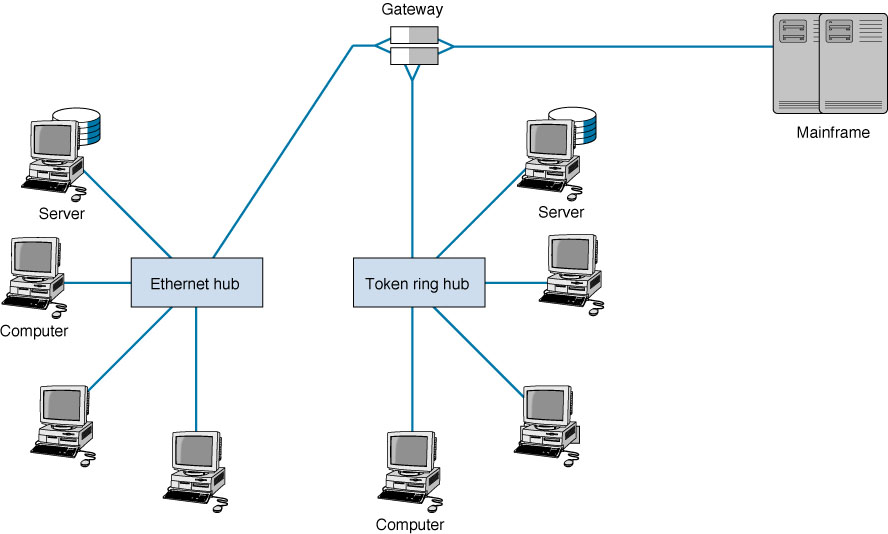 Gateway
Mainframe
Server
Server
Ethernet hub
Token ring hub
Computer
Computer